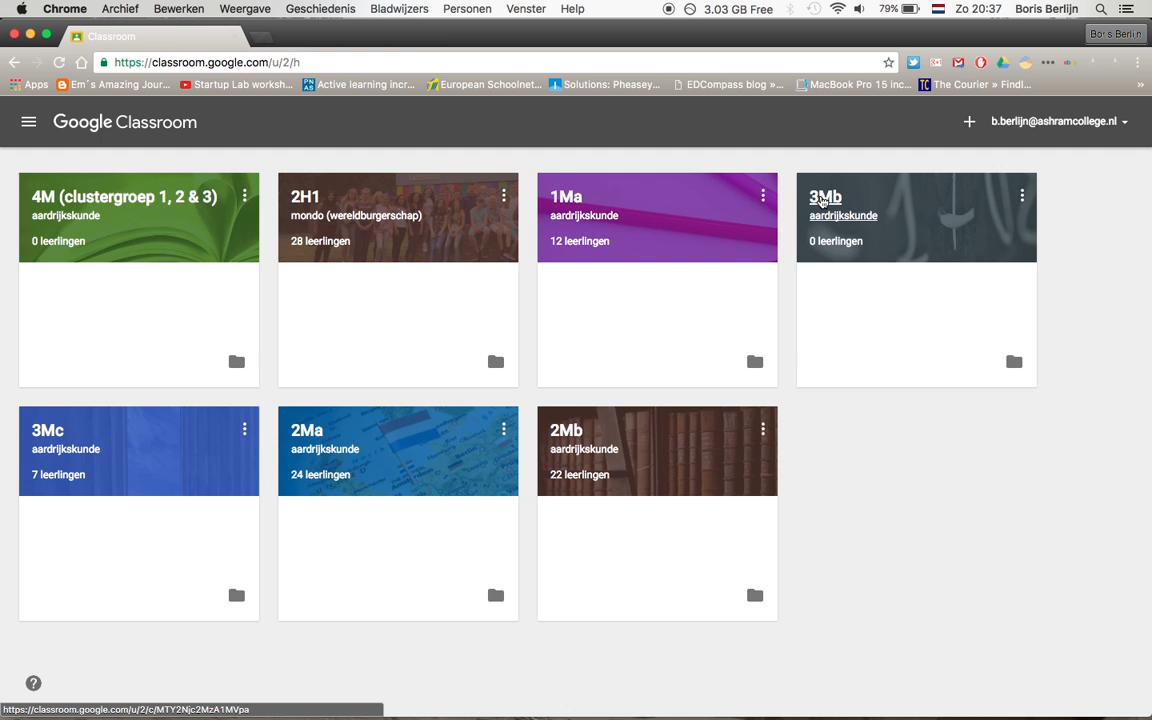 Chrome Archief Bewerken Weergave Geschiedenis Bladwijzers Personen Venster Help 3.03 GB Free 79% Zo 20:37 Boris Berlijn
Classroom
Boris Berlijn
https://classroom.google.com/u/2/h
Apps Em´s Amazing Jour... Startup Lab worksh... PN AS Active learning incr... European Schoolnet... Solutions: Pheasey... EDCompass blog »... MacBook Pro 15 inc... TC The Courier » Findl... »
Google Classroom
+ b.berlijn@ashramcollege.nl
4M (clustergroep 1, 2 & 3)
aardrijkskunde
0 leerlingen
2H1
mondo (wereldburgerschap)
28 leerlingen
1Ma
aardrijkskunde
12 leerlingen
3Mb
aardrijkskunde
0 leerlingen
3Mc
aardrijkskunde
7 leerlingen
2Ma
aardrijkskunde
24 leerlingen
2Mb
aardrijkskunde
22 leerlingen
?
https://classroom.google.com/u/2/c/MTY2Njc2MzA1MVpa